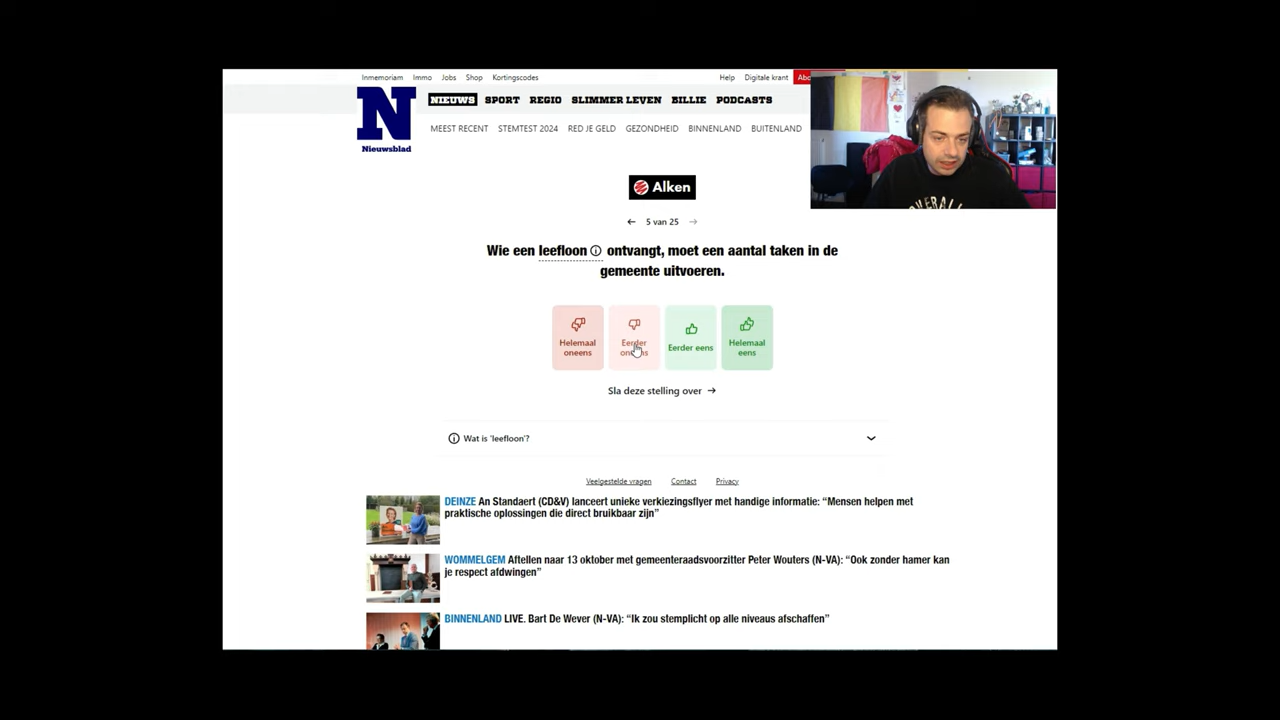 Inmemoriam Immo Jobs Shop Kortingscodes Help Digitale krant
N NIEUWS SPORT REGIO SLIMMER LEVEN BILLIE PODCASTS
Nieuwsblad
MEEST RECENT STEMTEST 2024 RED JE GELD GEZONDHEID BINNENLAND BUITENLAND
Alken
5 van 25
Wie een leefloon ontvangt, moet een aantal taken in de
gemeente uitvoeren.
Helemaal
oneens
Eerder
oneens
Eerder eens
Helemaal
eens
Sla deze stelling over
Wat is 'leefloon'?
Veelgestelde vragen Contact Privacy
DEINZE An Standaert (CD&V) lanceert unieke verkiezingsflyer met handige informatie: “Mensen helpen met
praktische oplossingen die direct bruikbaar zijn”
WOMMELGEM Aftellen naar 13 oktober met gemeenteraadsvoorzitter Peter Wouters (N-VA): “Ook zonder hamer kan
je respect afdwingen”
BINNENLAND LIVE. Bart De Wever (N-VA): “Ik zou stemplicht op alle niveaus afschaffen”